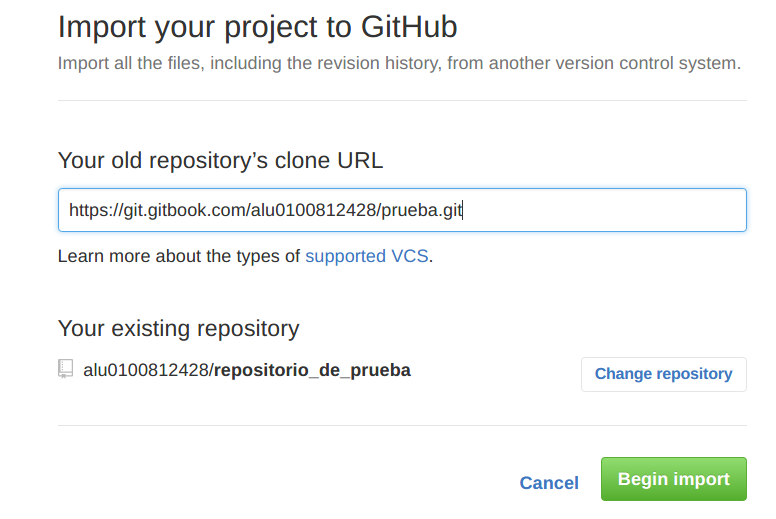 Import your project to GitHub
Import all the files, including the revision history, from another version control system.
Your old repository’s clone URL
https://git.gitbook.com/alu0100812428/prueba.git
Learn more about the types of supported VCS.
Your existing repository
alu0100812428/repositorio_de_prueba
Change repository
Cancel
Begin import